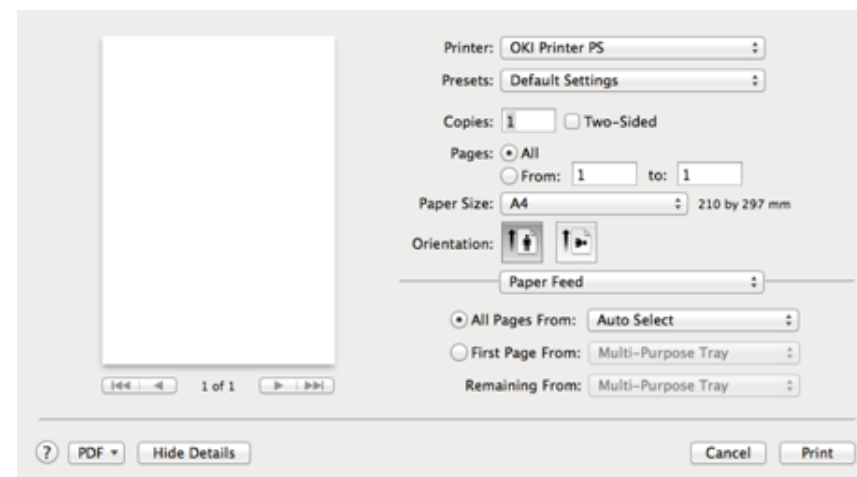 Printer: OKI Printer PS
Presets: Default Settings
Copies: 1 Two-Sided
Pages: All
From: 1 to: 1
Paper Size: A4 210 by 297 mm
Orientation:
Paper Feed
All Pages From: Auto Select
First Page From: Multi-Purpose Tray
Remaining From: Multi-Purpose Tray
1 of 1
? PDF Hide Details Cancel Print